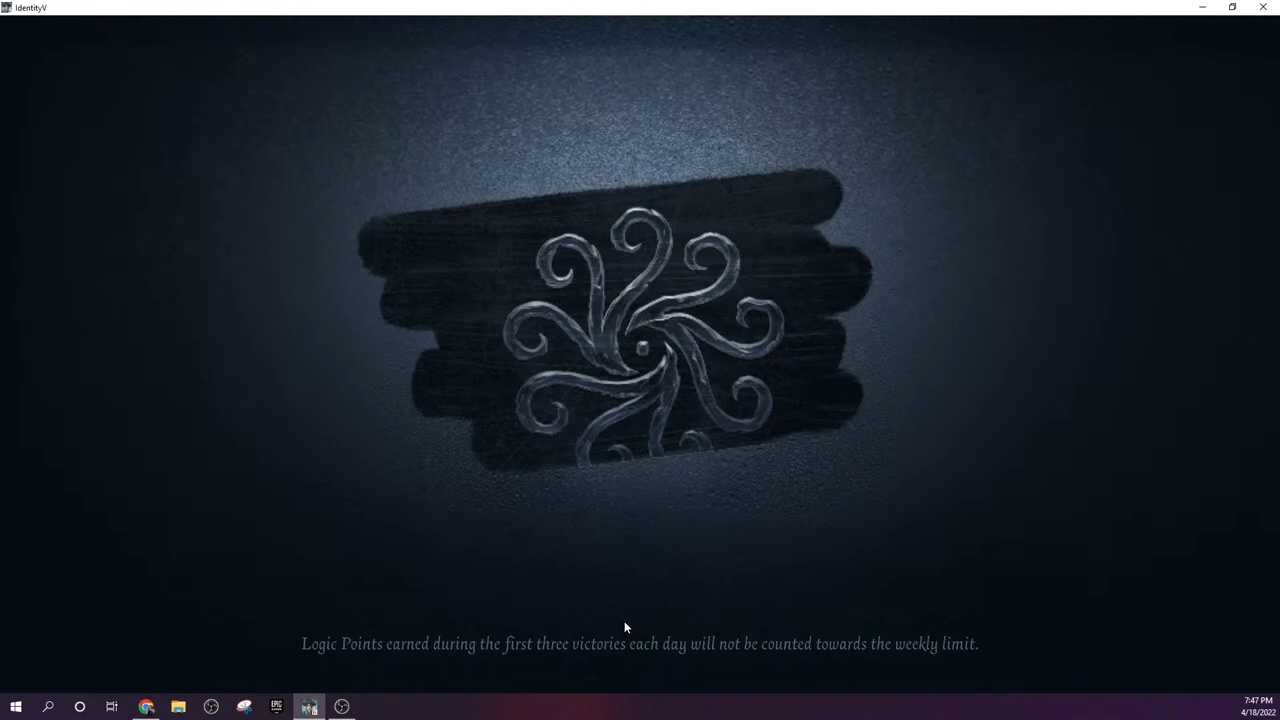 IdentityV
Logic Points earned during the first three victories each day will not be counted towards the weekly limit.
EPIC
7:47 PM
4/18/2022